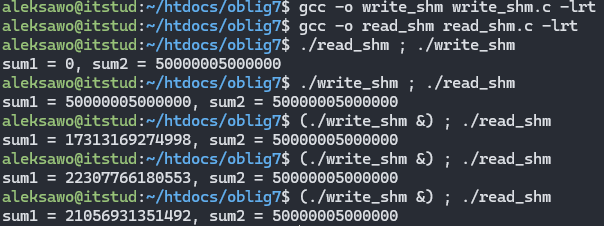 aleksawo@itstud:~/htdocs/oblig7$ gcc -o write_shm write_shm.c -lrt
aleksawo@itstud:~/htdocs/oblig7$ gcc -o read_shm read_shm.c -lrt
aleksawo@itstud:~/htdocs/oblig7$ ./read_shm ; ./write_shm
sum1 = 0, sum2 = 50000005000000
aleksawo@itstud:~/htdocs/oblig7$ ./write_shm ; ./read_shm
sum1 = 50000005000000, sum2 = 50000005000000
aleksawo@itstud:~/htdocs/oblig7$ (./write_shm &) ; ./read_shm
sum1 = 17313169274998, sum2 = 50000005000000
aleksawo@itstud:~/htdocs/oblig7$ (./write_shm &) ; ./read_shm
sum1 = 22307766180553, sum2 = 50000005000000
aleksawo@itstud:~/htdocs/oblig7$ (./write_shm &) ; ./read_shm
sum1 = 21056931351492, sum2 = 50000005000000